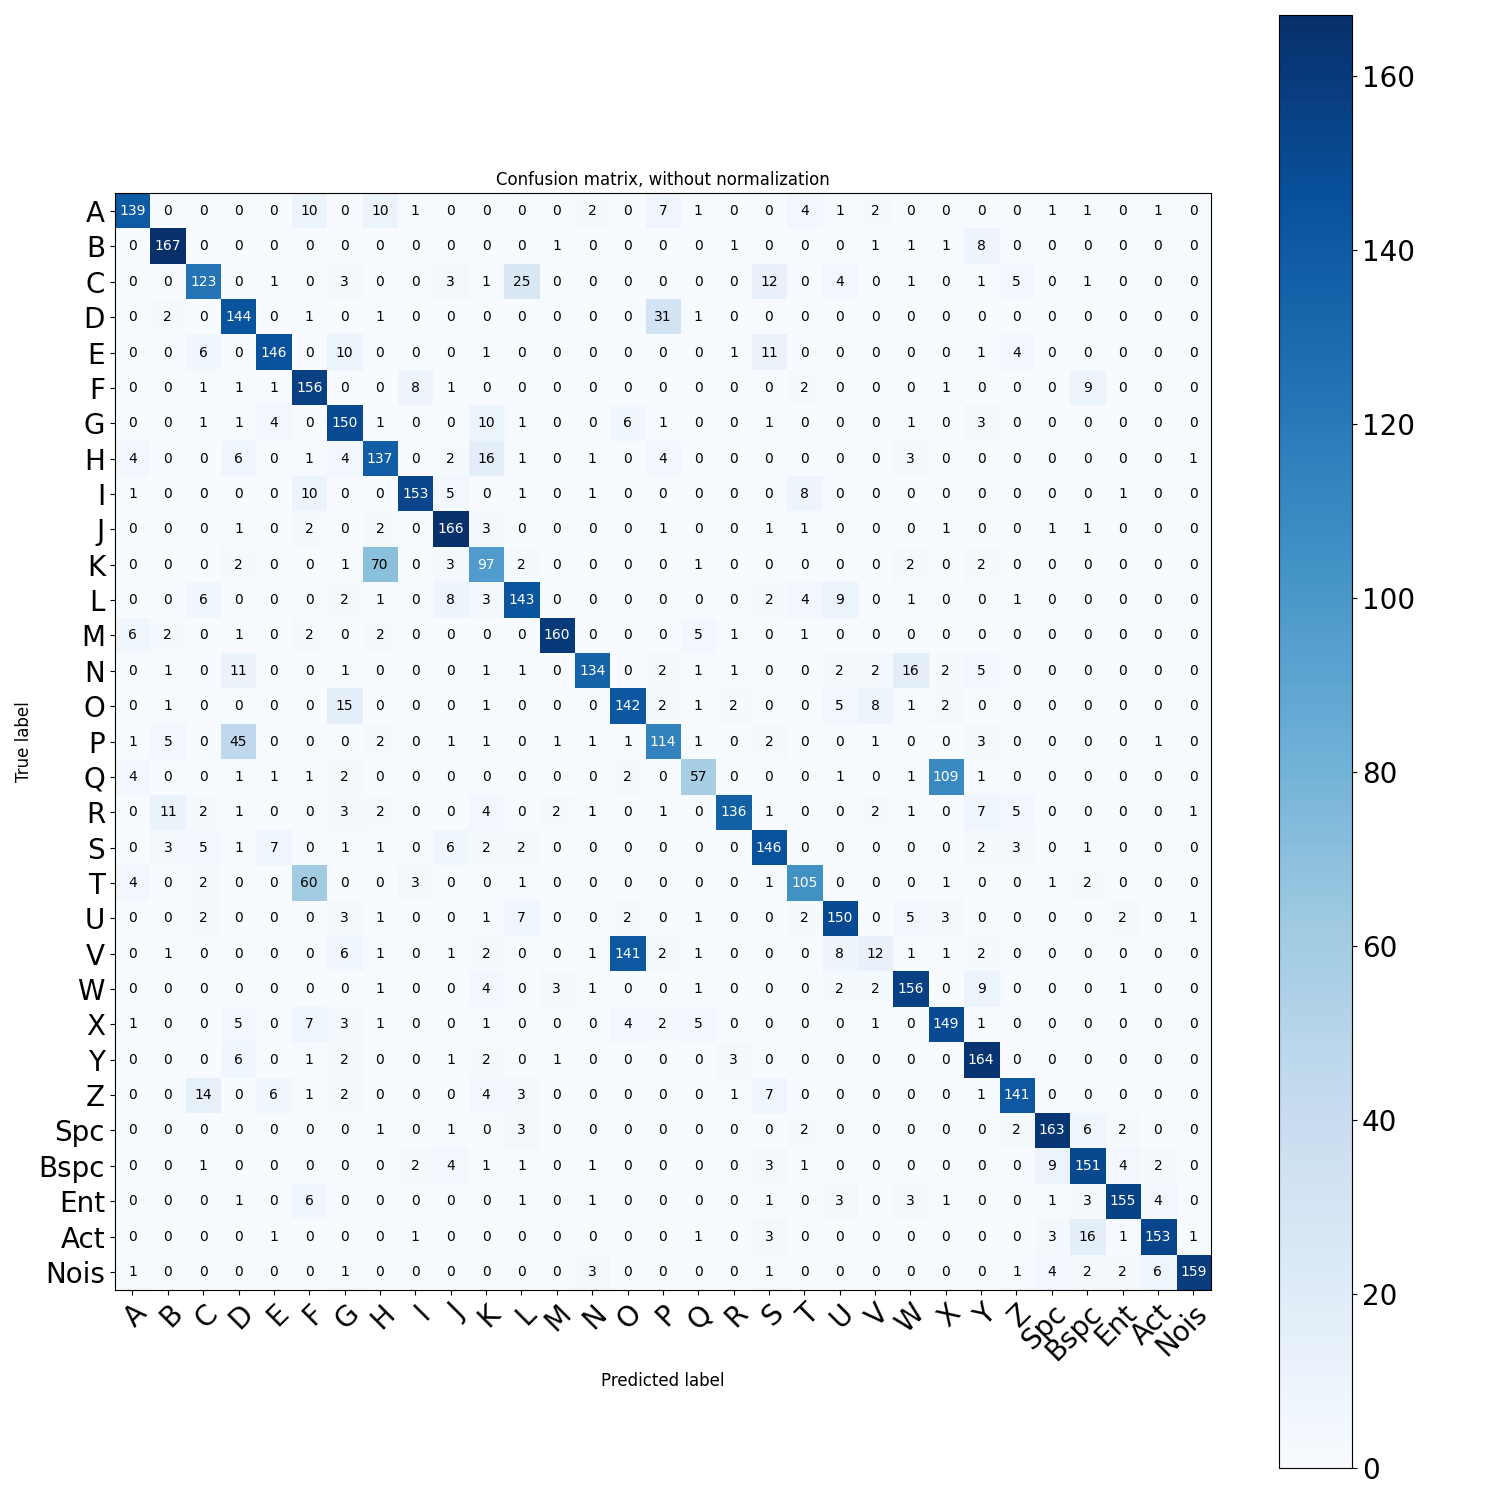 Confusion matrix, without normalization
A 139 0 0 0 0 10 0 10 1 0 0 0 0 2 0 7 1 0 0 4 1 2 0 0 0 0 1 1 0 1 0
B 0 167 0 0 0 0 0 0 0 0 0 0 1 0 0 0 0 1 0 0 0 1 1 1 8 0 0 0 0 0 0
C 0 0 123 0 1 0 3 0 0 3 1 25 0 0 0 0 0 0 12 0 4 0 1 0 1 5 0 1 0 0 0
D 0 2 0 144 0 1 0 1 0 0 0 0 0 0 0 31 1 0 0 0 0 0 0 0 0 0 0 0 0 0 0
E 0 0 6 0 146 0 10 0 0 0 1 0 0 0 0 0 0 1 11 0 0 0 0 0 1 4 0 0 0 0 0
F 0 0 1 1 1 156 0 0 8 1 0 0 0 0 0 0 0 0 0 2 0 0 0 1 0 0 0 9 0 0 0
G 0 0 1 1 4 0 150 1 0 0 10 1 0 0 6 1 0 0 1 0 0 0 1 0 3 0 0 0 0 0 0
H 4 0 0 6 0 1 4 137 0 2 16 1 0 1 0 4 0 0 0 0 0 0 3 0 0 0 0 0 0 0 1
I 1 0 0 0 0 10 0 0 153 5 0 1 0 1 0 0 0 0 0 8 0 0 0 0 0 0 0 0 1 0 0
J 0 0 0 1 0 2 0 2 0 166 3 0 0 0 0 1 0 0 1 1 0 0 0 1 0 0 1 1 0 0 0
K 0 0 0 2 0 0 1 70 0 3 97 2 0 0 0 0 1 0 0 0 0 0 2 0 2 0 0 0 0 0 0
L 0 0 6 0 0 0 2 1 0 8 3 143 0 0 0 0 0 0 2 4 9 0 1 0 0 1 0 0 0 0 0
M 6 2 0 1 0 2 0 2 0 0 0 0 160 0 0 0 5 1 0 1 0 0 0 0 0 0 0 0 0 0 0
N 0 1 0 11 0 0 1 0 0 0 1 1 0 134 0 2 1 1 0 0 2 2 16 2 5 0 0 0 0 0 0
O 0 1 0 0 0 0 15 0 0 0 1 0 0 0 142 2 1 2 0 0 5 8 1 2 0 0 0 0 0 0 0
P 1 5 0 45 0 0 0 2 0 1 1 0 1 1 1 114 1 0 2 0 0 1 0 0 3 0 0 0 0 1 0
Q 4 0 0 1 1 1 2 0 0 0 0 0 0 0 2 0 57 0 0 0 1 0 1 109 1 0 0 0 0 0 0
R 0 11 2 1 0 0 3 2 0 0 4 0 2 1 0 1 0 136 1 0 0 2 1 0 7 5 0 0 0 0 1
S 0 3 5 1 7 0 1 1 0 6 2 2 0 0 0 0 0 0 146 0 0 0 0 0 2 3 0 1 0 0 0
T 4 0 2 0 0 60 0 0 3 0 0 1 0 0 0 0 0 0 1 105 0 0 0 1 0 0 1 2 0 0 0
U 0 0 2 0 0 0 3 1 0 0 1 7 0 0 2 0 1 0 0 2 150 0 5 3 0 0 0 0 2 0 1
V 0 1 0 0 0 0 6 1 0 1 2 0 0 1 141 2 1 0 0 0 8 12 1 1 2 0 0 0 0 0 0
W 0 0 0 0 0 0 0 1 0 0 4 0 3 1 0 0 1 0 0 0 2 2 156 0 9 0 0 0 1 0 0
X 1 0 0 5 0 7 3 1 0 0 1 0 0 0 4 2 5 0 0 0 0 1 0 149 1 0 0 0 0 0 0
Y 0 0 0 6 0 1 2 0 0 1 2 0 1 0 0 0 0 3 0 0 0 0 0 0 164 0 0 0 0 0 0
Z 0 0 14 0 6 1 2 0 0 0 4 3 0 0 0 0 0 1 7 0 0 0 0 0 1 141 0 0 0 0 0
Spc 0 0 0 0 0 0 0 1 0 1 0 3 0 0 0 0 0 0 0 2 0 0 0 0 0 2 163 6 2 0 0
Bspc 0 0 1 0 0 0 0 0 2 4 1 1 0 1 0 0 0 0 3 1 0 0 0 0 0 0 9 151 4 2 0
Ent 0 0 0 1 0 6 0 0 0 0 0 1 0 1 0 0 0 0 1 0 3 0 3 1 0 0 1 3 155 4 0
Act 0 0 0 0 1 0 0 0 1 0 0 0 0 0 0 0 1 0 3 0 0 0 0 0 0 0 3 16 1 153 1
Nois 1 0 0 0 0 0 1 0 0 0 0 0 0 3 0 0 0 0 1 0 0 0 0 0 0 1 4 2 2 6 159
A B C D E F G H I J K L M N O P Q R S T U V W X Y Z Spc Bspc Ent Act Nois
True label
Predicted label
160
140
120
100
80
60
40
20
0